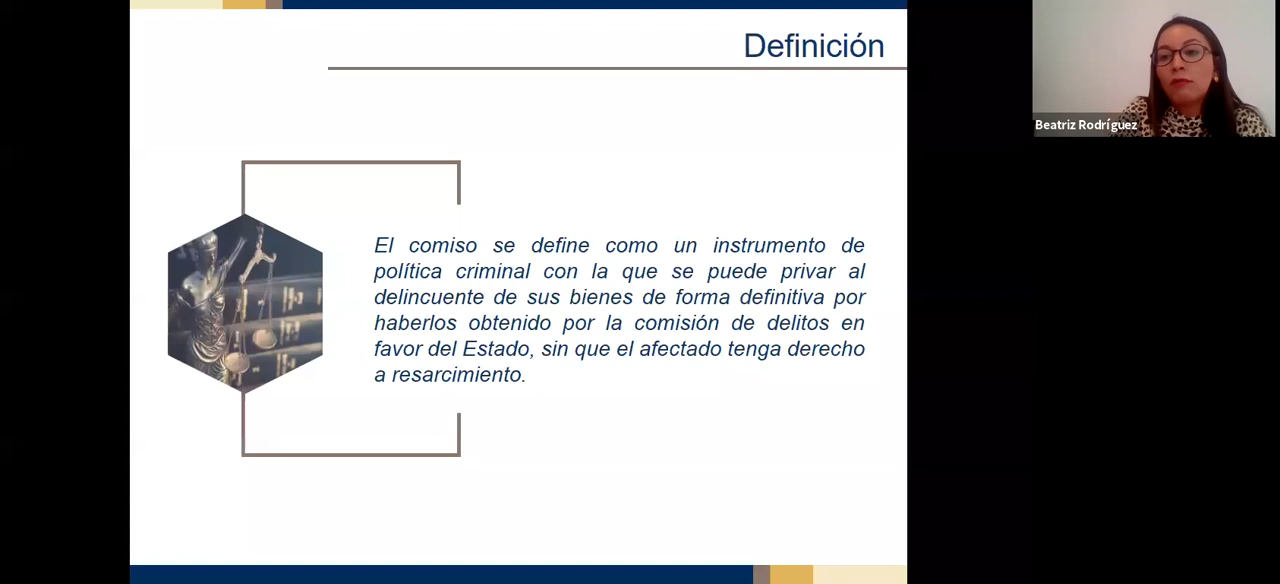 Definición
El comiso se define como un instrumento de
política criminal con la que se puede privar al
delincuente de sus bienes de forma definitiva por
haberlos obtenido por la comisión de delitos en
favor del Estado, sin que el afectado tenga derecho
a resarcimiento.
Beatriz Rodríguez